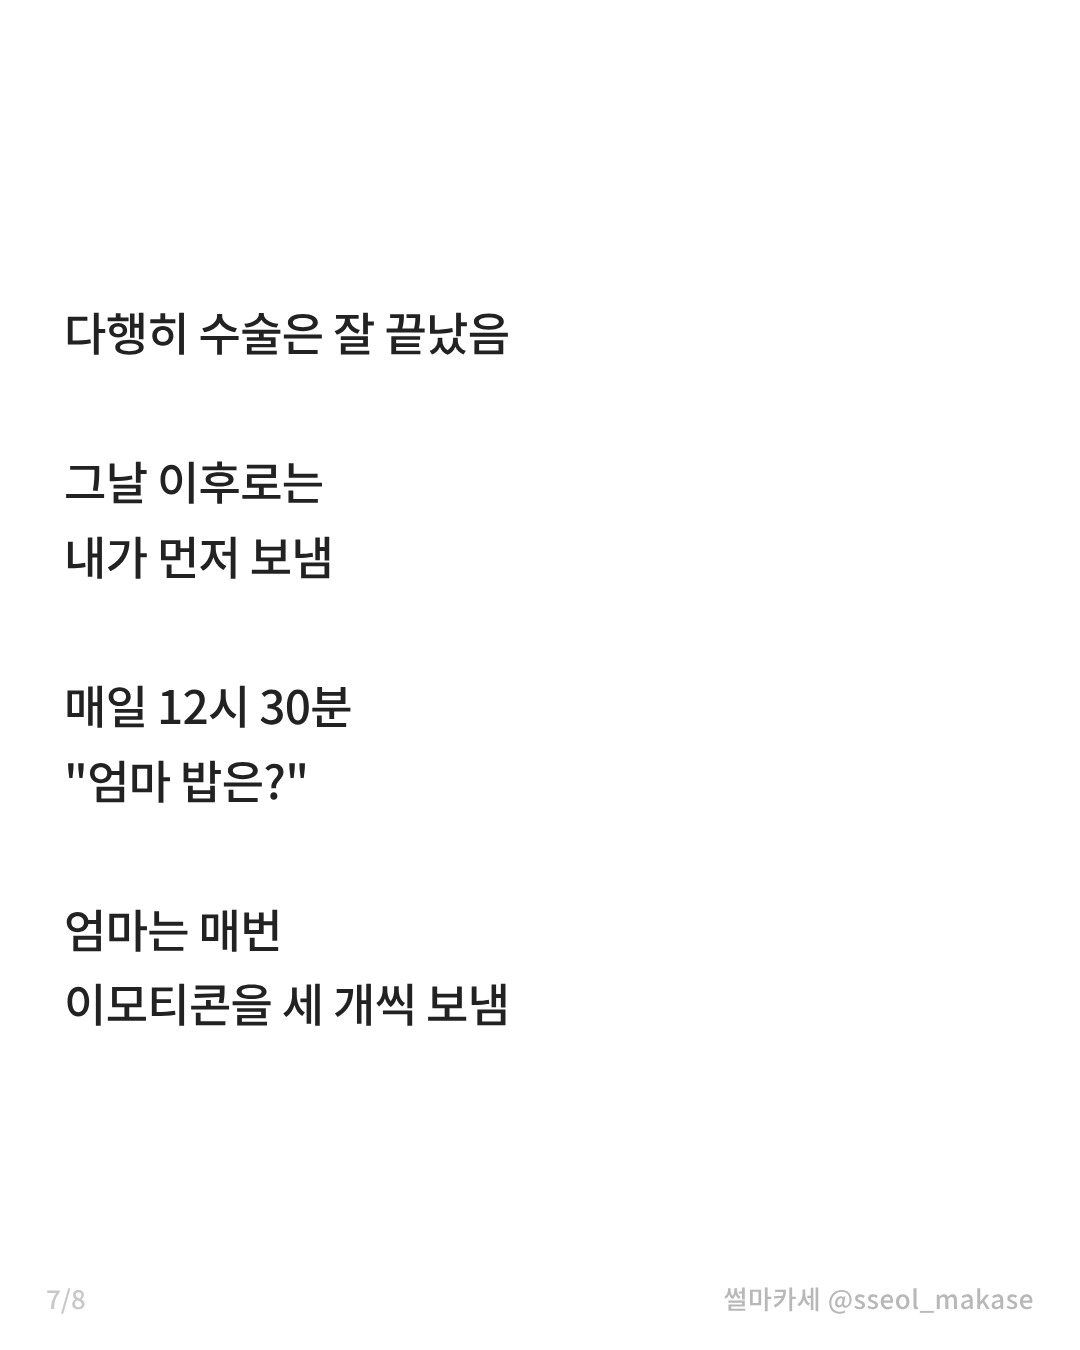 다행히 수술은 잘 끝났음
그날 이후로는
내가 먼저 보냄
매일 12시 30분
"엄마 밥은?"
엄마는 매번
이모티콘을 세 개씩 보냄
7/8
썰마카세 @sseol_makase